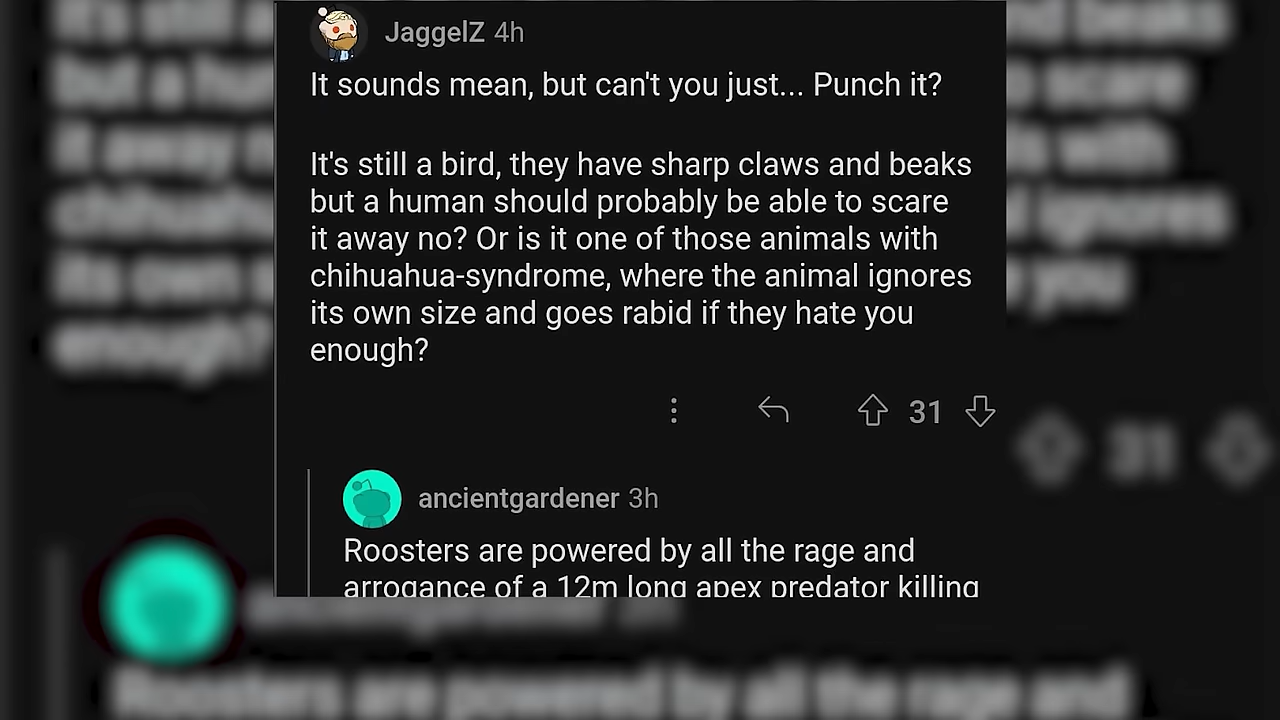 JaggelZ 4h
It sounds mean, but can't you just... Punch it?
It's still a bird, they have sharp claws and beaks
but a human should probably be able to scare
it away no? Or is it one of those animals with
chihuahua-syndrome, where the animal ignores
its own size and goes rabid if they hate you
enough?
31
ancientgardener 3h
Roosters are powered by all the rage and
arrogance of a 12m long apex predator killing